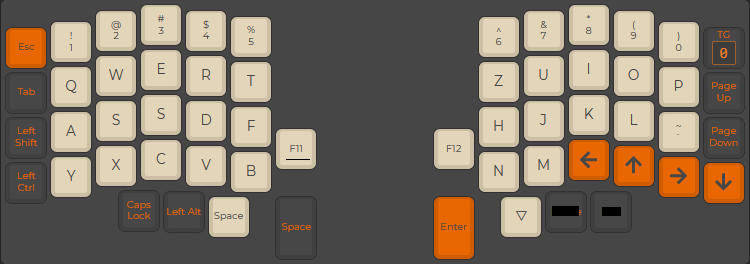 Esc
!
1
@
2
#
3
$
4
%
5
^
6
&
7
*
8
(
9
)
0
TG
0
Tab
Q
W
E
R
T
Z
U
I
O
P
Page
Up
Left
Shift
A
S
S
D
F
F11
F12
H
J
K
L
~
Page
Down
Left
Ctrl
Y
X
C
V
B
N
M
←
↑
→
↓
Caps
Lock
Left Alt
Space
Space
Enter
▽